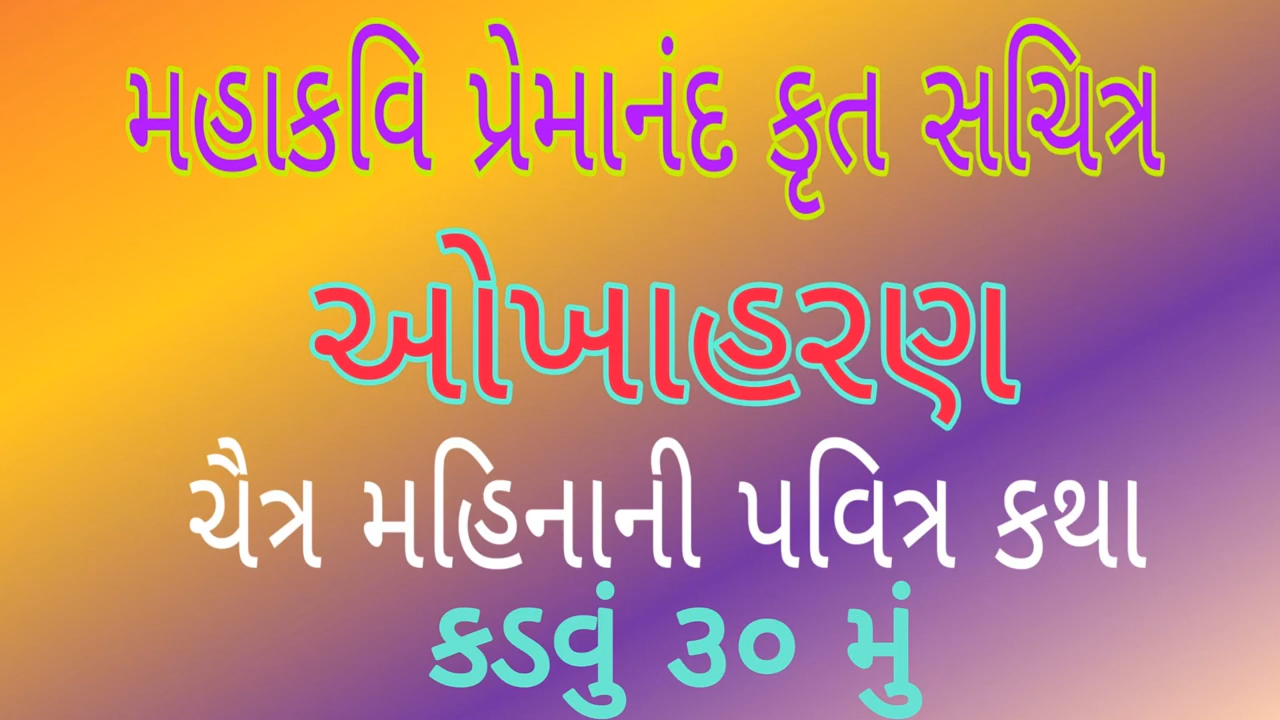 મહાકવિ પ્રેમાનંદ કૃત સચિત્ર
ઓખાહરણ
ચૈત્ર મહિનાની પવિત્ર કથા
કડવું ૩૦ મું